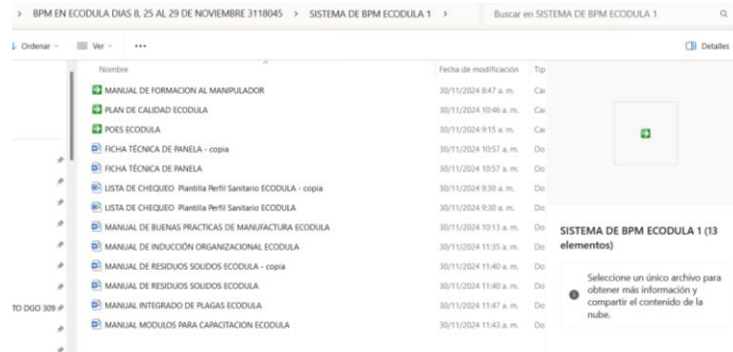 > BPM EN ECODULA DIAS 8, 25 AL 29 DE NOVIEMBRE 3118045 > SISTEMA DE BPM ECODULA 1 > Buscar en SISTEMA DE BPM ECODULA 1
Ordenar Ver ... Detalles
Nombre Fecha de modificación Tip
MANUAL DE FORMACION AL MANIPULADOR 30/11/2024 8:47 a. m. Car
PLAN DE CALIDAD ECODULA 30/11/2024 10:46 a. m. Car
POES ECODULA 30/11/2024 9:15 a. m. Car
FICHA TÉCNICA DE PANELA - copia 30/11/2024 10:57 a. m. Do
FICHA TÉCNICA DE PANELA 30/11/2024 10:57 a. m. Do
LISTA DE CHEQUEO Plantilla Perfil Sanitario ECODULA - copia 30/11/2024 9:30 a. m. Do
LISTA DE CHEQUEO Plantilla Perfil Sanitario ECODULA 30/11/2024 9:30 a. m. Do
MANUAL DE BUENAS PRACTICAS DE MANUFACTURA ECODULA 30/11/2024 10:13 a. m. Do
MANUAL DE INDUCCIÓN ORGANIZACIONAL ECODULA 30/11/2024 11:35 a. m. Do
MANUAL DE RESIDUOS SOLIDOS ECODULA - copia 30/11/2024 11:40 a. m. Do
MANUAL DE RESIDUOS SOLIDOS ECODULA 30/11/2024 11:40 a. m. Do
MANUAL INTEGRADO DE PLAGAS ECODULA 30/11/2024 11:47 a. m. Do
MANUAL MODULOS PARA CAPACITACION ECODULA 30/11/2024 11:43 a. m. Do
TO DGO 309
SISTEMA DE BPM ECODULA 1 (13
elementos)
Seleccione un único archivo para
obtener más información y
compartir el contenido de la
nube.